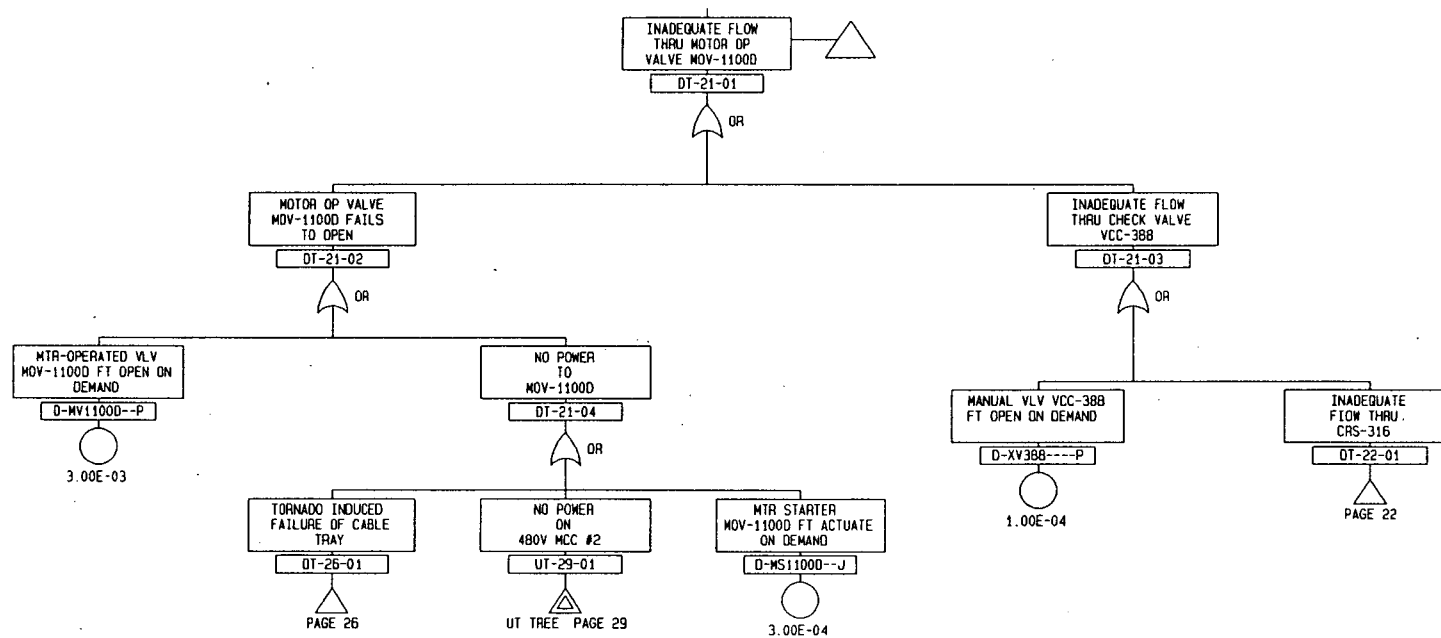 INADEQUATE FLOW
THRU MOTOR OP
VALVE MOV-1100D
DT-21-01
OR
MOTOR OP VALVE
MOV-1100D FAILS
TO OPEN
DT-21-02
OR
INADEQUATE FLOW
THRU CHECK VALVE
VCC-388
DT-21-03
OR
MTR-OPERATED VLV
MOV-1100D FT OPEN ON
DEMAND
D-MV1100D--P
3.00E-03
NO POWER
TO
MOV-1100D
DT-21-04
OR
MANUAL VLV VCC-388
FT OPEN ON DEMAND
D-XV388----P
1.00E-04
INADEQUATE
FLOW THRU.
CRS-316
DT-22-01
PAGE 22
TORNADO INDUCED
FAILURE OF CABLE
TRAY
DT-26-01
PAGE 26
NO POWER
ON
480V MCC #2
UT-29-01
UT TREE PAGE 29
MTR STARTER
MOV-1100D FT ACTUATE
ON DEMAND
D-MS1100D--J
3.00E-04